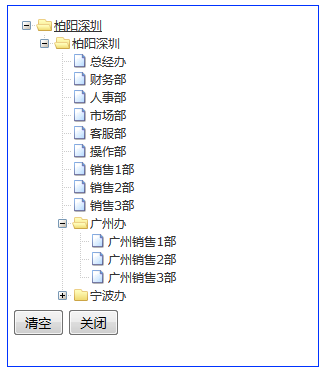 柏阳深圳
柏阳深圳
总经办
财务部
人事部
市场部
客服部
操作部
销售1部
销售2部
销售3部
广州办
广州销售1部
广州销售2部
广州销售3部
宁波办
清空 关闭